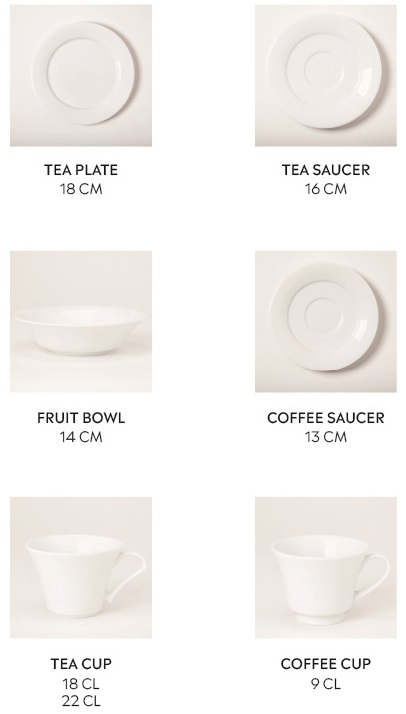 TEA PLATE
18 CM
TEA SAUCER
16 CM
FRUIT BOWL
14 CM
COFFEE SAUCER
13 CM
TEA CUP
18 CL
22 CL
COFFEE CUP
9 CL